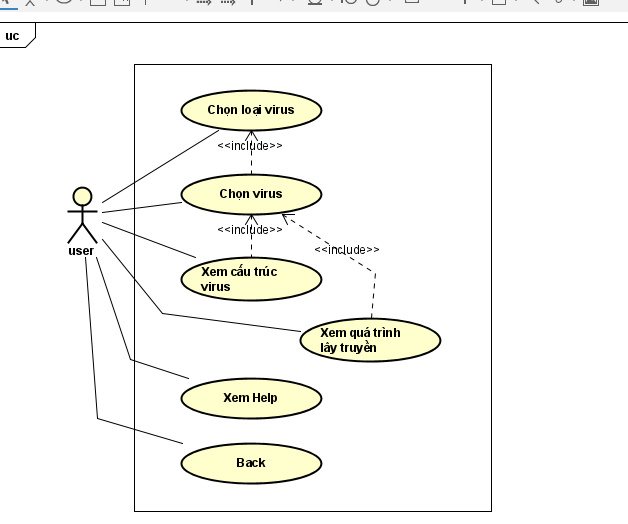 uc
Chọn loại virus
<<include>>
Chọn virus
<<include>>
<<include>>
user
Xem cấu trúc
virus
Xem quá trình
lây truyền
Xem Help
Back